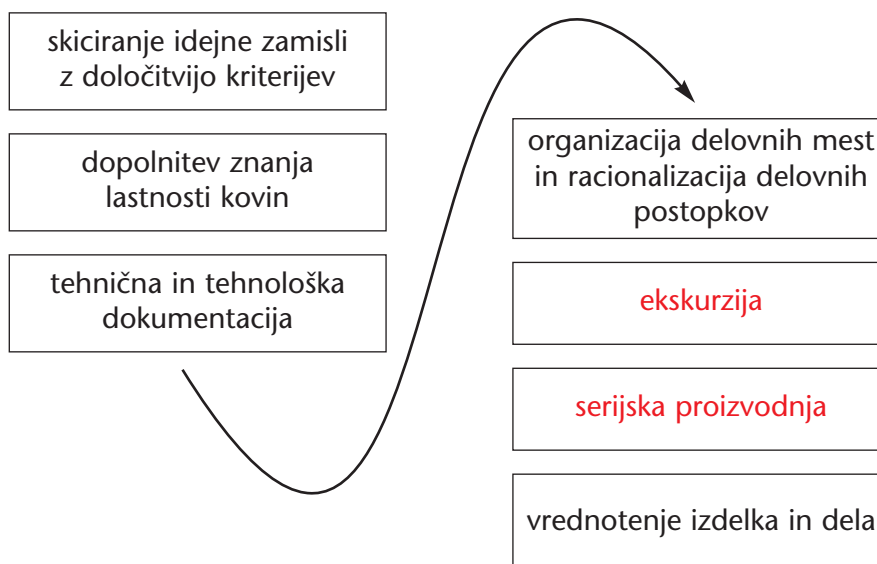 skiciranje idejne zamisli
z določitvijo kriterijev
dopolnitev znanja
lastnosti kovin
tehnična in tehnološka
dokumentacija
organizacija delovnih mest
in racionalizacija delovnih
postopkov
ekskurzija
serijska proizvodnja
vrednotenje izdelka in dela